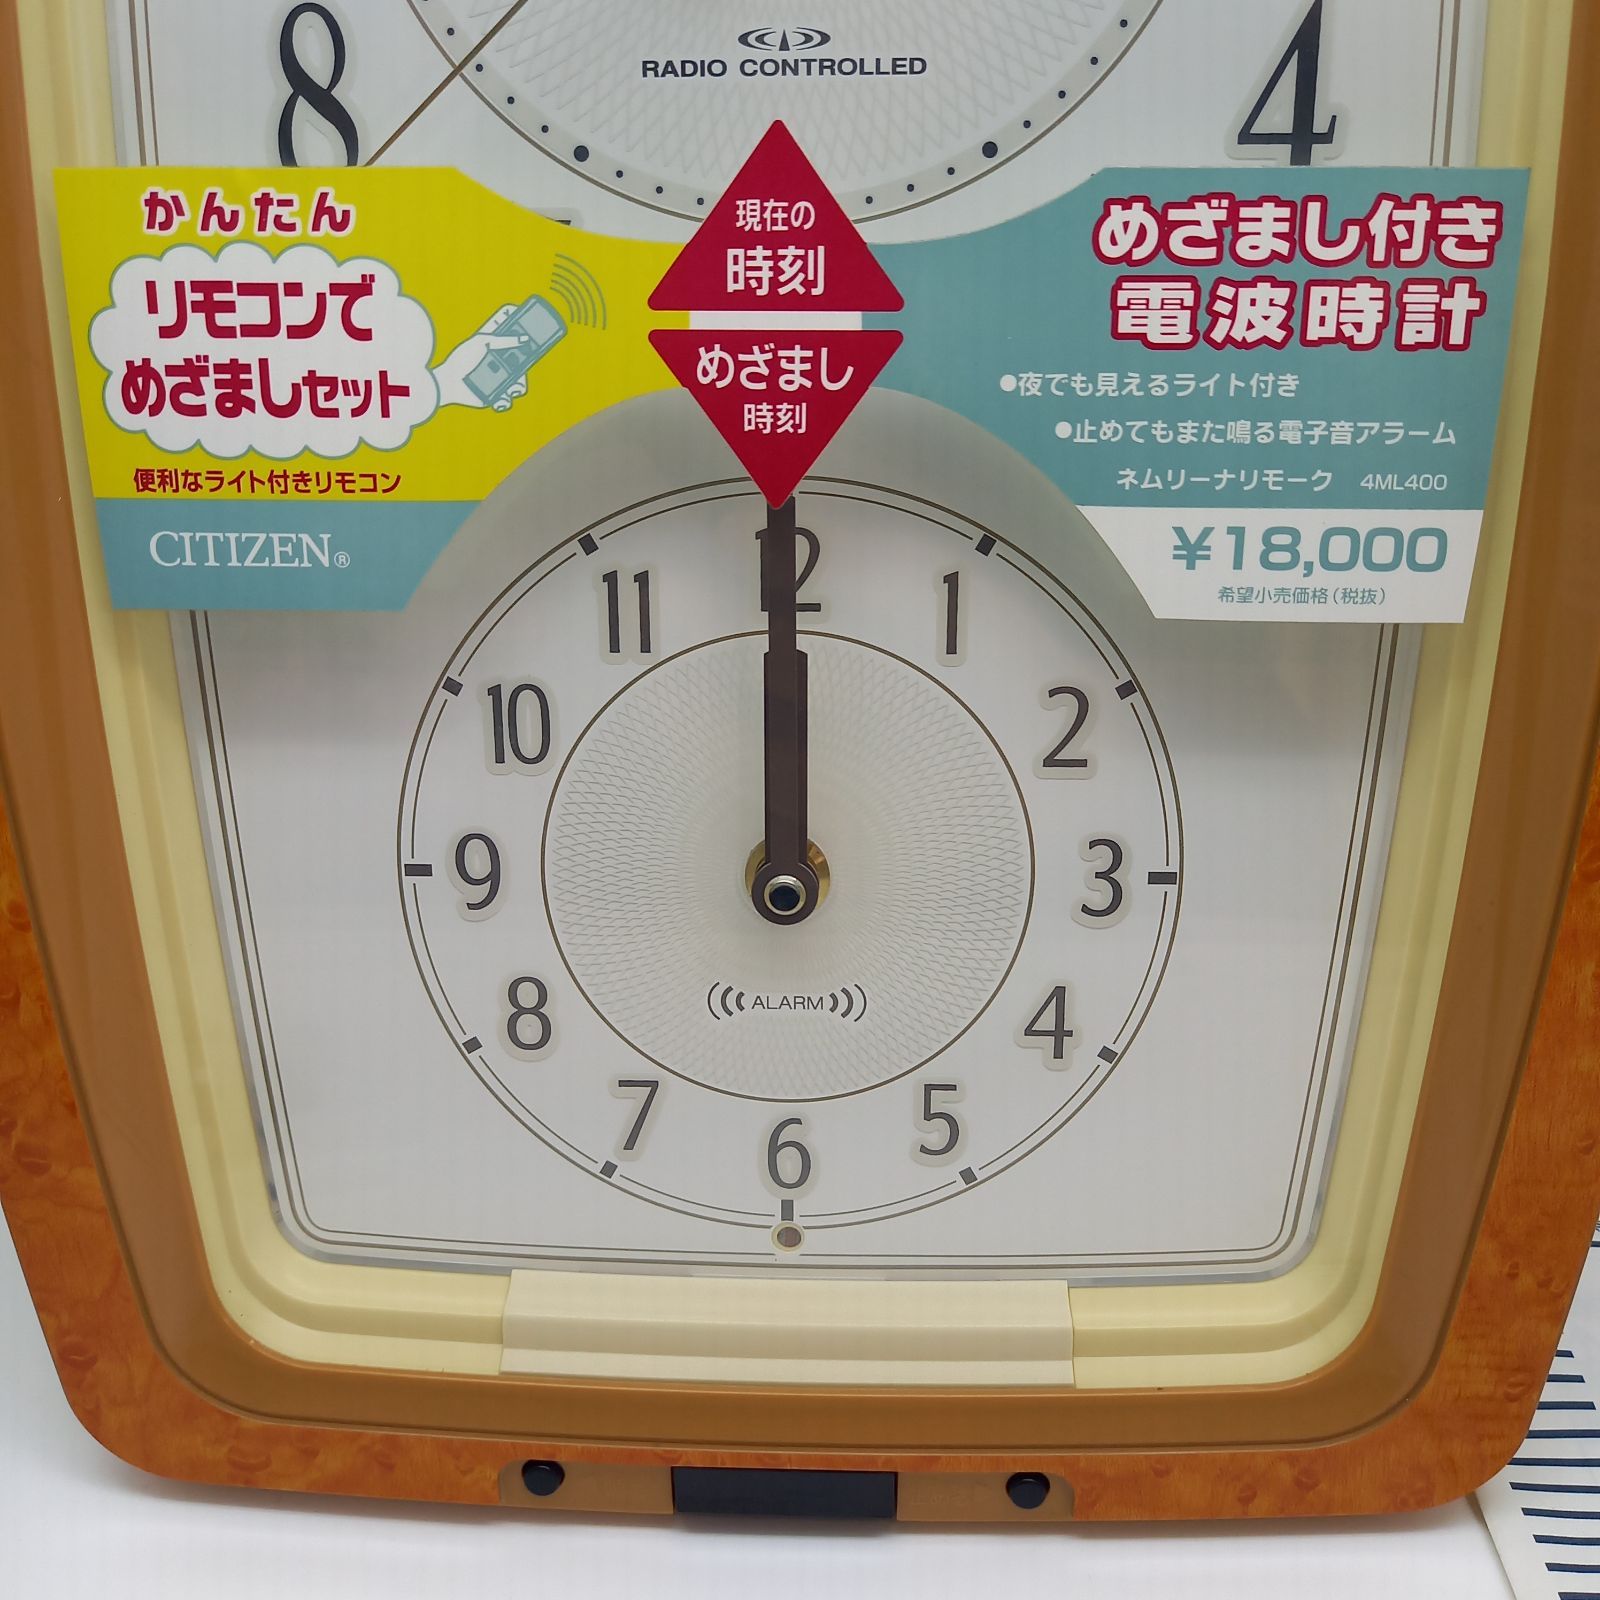 8
4
RADIO CONTROLLED
かんたん
リモコンで
めざましセット
便利なライト付きリモコン
CITIZEN®
現在の
時刻
めざまし
時刻
めざまし付き
電波時計
●夜でも見えるライト付き
●止めてもまた鳴る電子音アラーム
ネムリーナリモーク 4ML400
¥18,000
希望小売価格（税抜）
12
11
1
10
2
9
3
8
4
7
5
6
ALARM